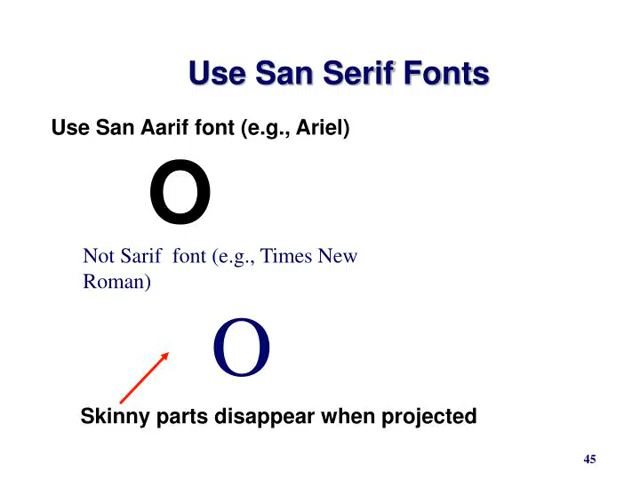 Use San Serif Fonts
Use San Aarif font (e.g., Ariel)
O
Not Sarif  font (e.g., Times New
Roman)
O
Skinny parts disappear when projected
45